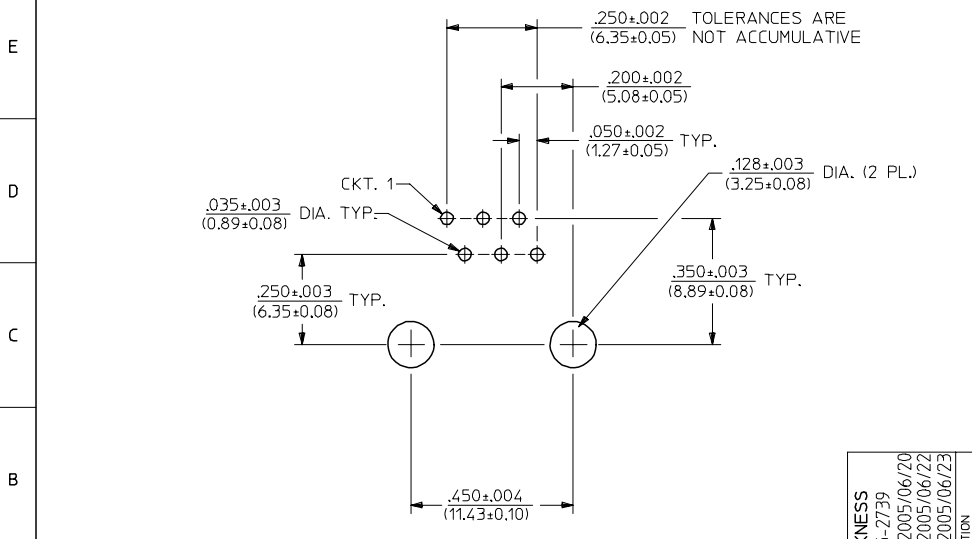 E
D
C
B
.250±.002
(6.35±0.05)
TOLERANCES ARE
NOT ACCUMULATIVE
.200±.002
(5.08±0.05)
.050±.002
(1.27±0.05)
TYP.
.128±.003
(3.25±0.08)
DIA. (2 PL.)
CKT. 1
.035±.003
(0.89±0.08)
DIA. TYP.
.250±.003
(6.35±0.08)
TYP.
.350±.003
(8.89±0.08)
TYP.
.450±.004
(11.43±0.10)
KNESS
-2739
2005/06/20
2005/06/22
2005/06/23
TION